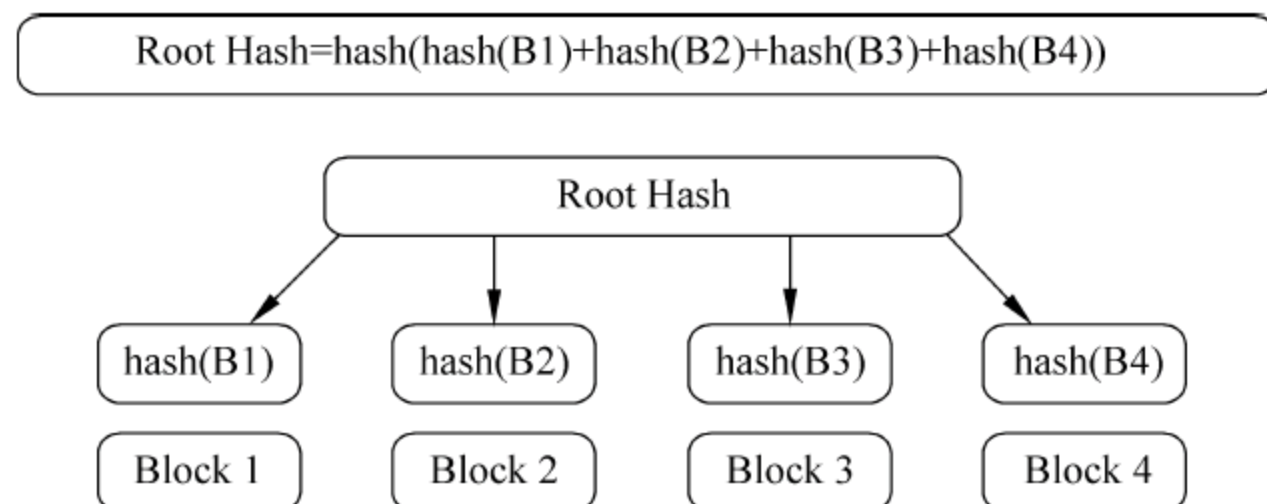 Root Hash=hash(hash(B1)+hash(B2)+hash(B3)+hash(B4))
Root Hash
hash(B1) hash(B2) hash(B3) hash(B4)
Block 1 Block 2 Block 3 Block 4